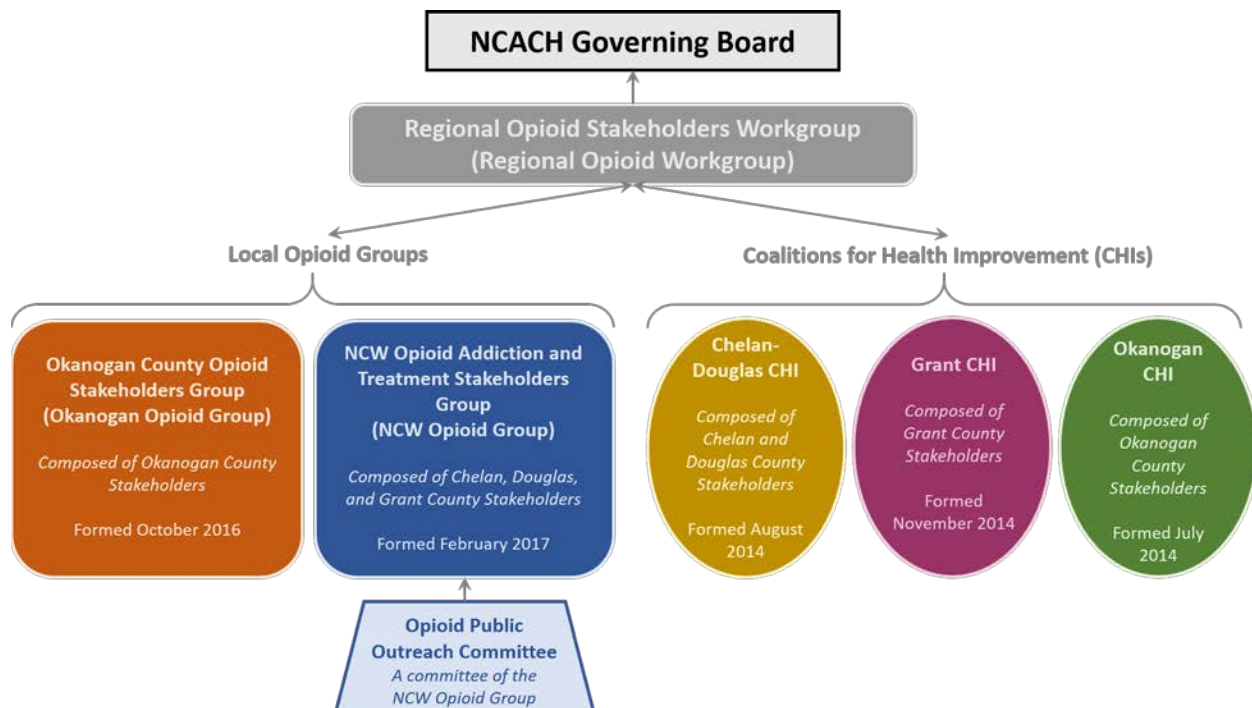 NCACH Governing Board
Regional Opioid Stakeholders Workgroup
(Regional Opioid Workgroup)
Local Opioid Groups
Coalitions for Health Improvement (CHIs)
Okanogan County Opioid
Stakeholders Group
(Okanogan Opioid Group)
Composed of Okanogan County
Stakeholders
Formed October 2016
NCW Opioid Addiction and
Treatment Stakeholders
Group
(NCW Opioid Group)
Composed of Chelan, Douglas,
and Grant County Stakeholders
Formed February 2017
Chelan-
Douglas CHI
Composed of
Chelan and
Douglas County
Stakeholders
Formed August
2014
Grant CHI
Composed of
Grant County
Stakeholders
Formed
November 2014
Okanogan
CHI
Composed of
Okanogan
County
Stakeholders
Formed July
2014
Opioid Public
Outreach Committee
A committee of the
NCW Opioid Group